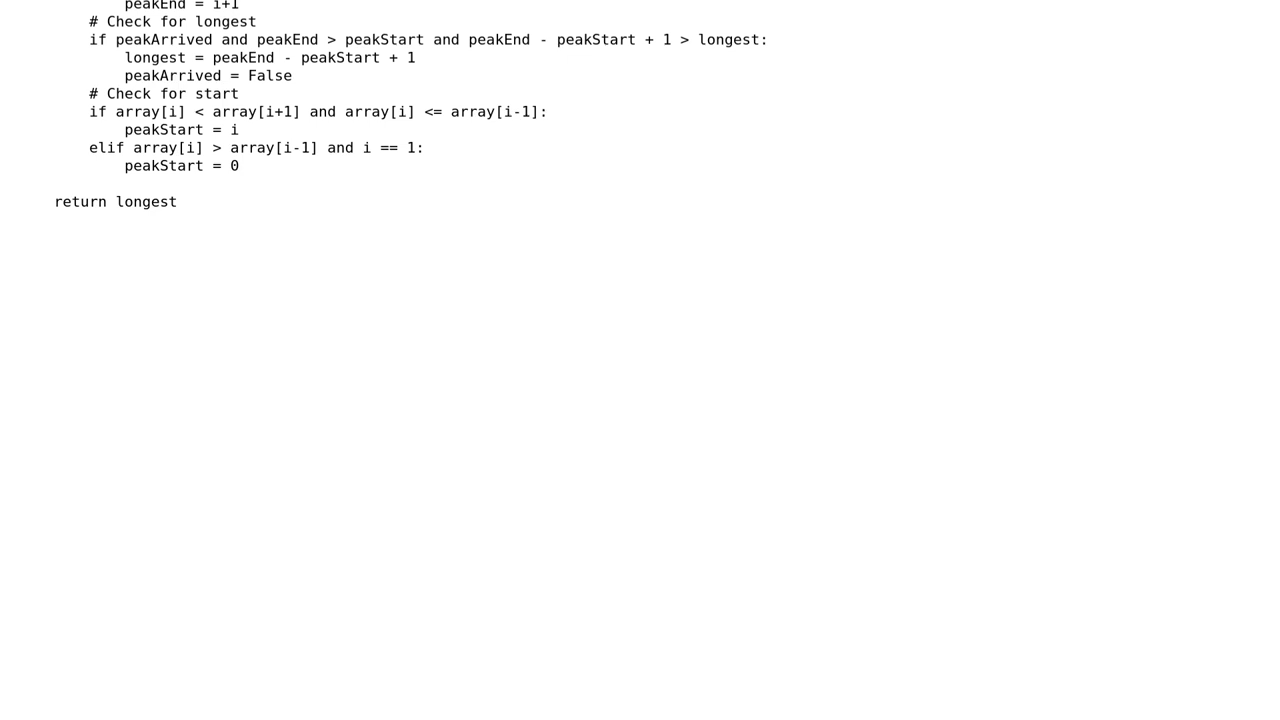 peakEnd = i+1
# Check for longest
if peakArrived and peakEnd > peakStart and peakEnd - peakStart + 1 > longest:
longest = peakEnd - peakStart + 1
peakArrived = False
# Check for start
if array[i] < array[i+1] and array[i] <= array[i-1]:
peakStart = i
elif array[i] > array[i-1] and i == 1:
peakStart = 0
return longest